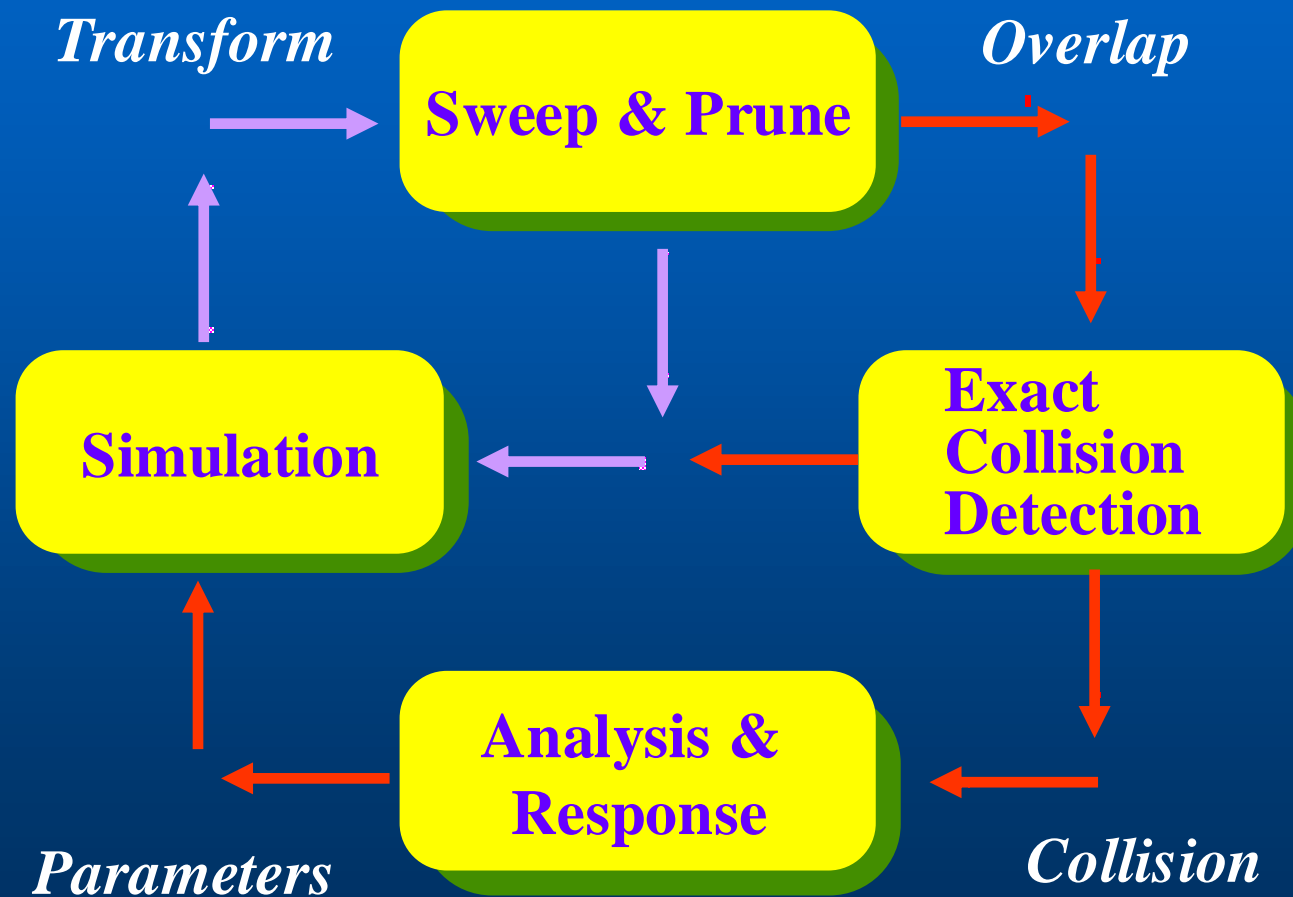 Transform
Overlap
Sweep & Prune
Simulation
Exact
Collision
Detection
Analysis &
Response
Parameters
Collision